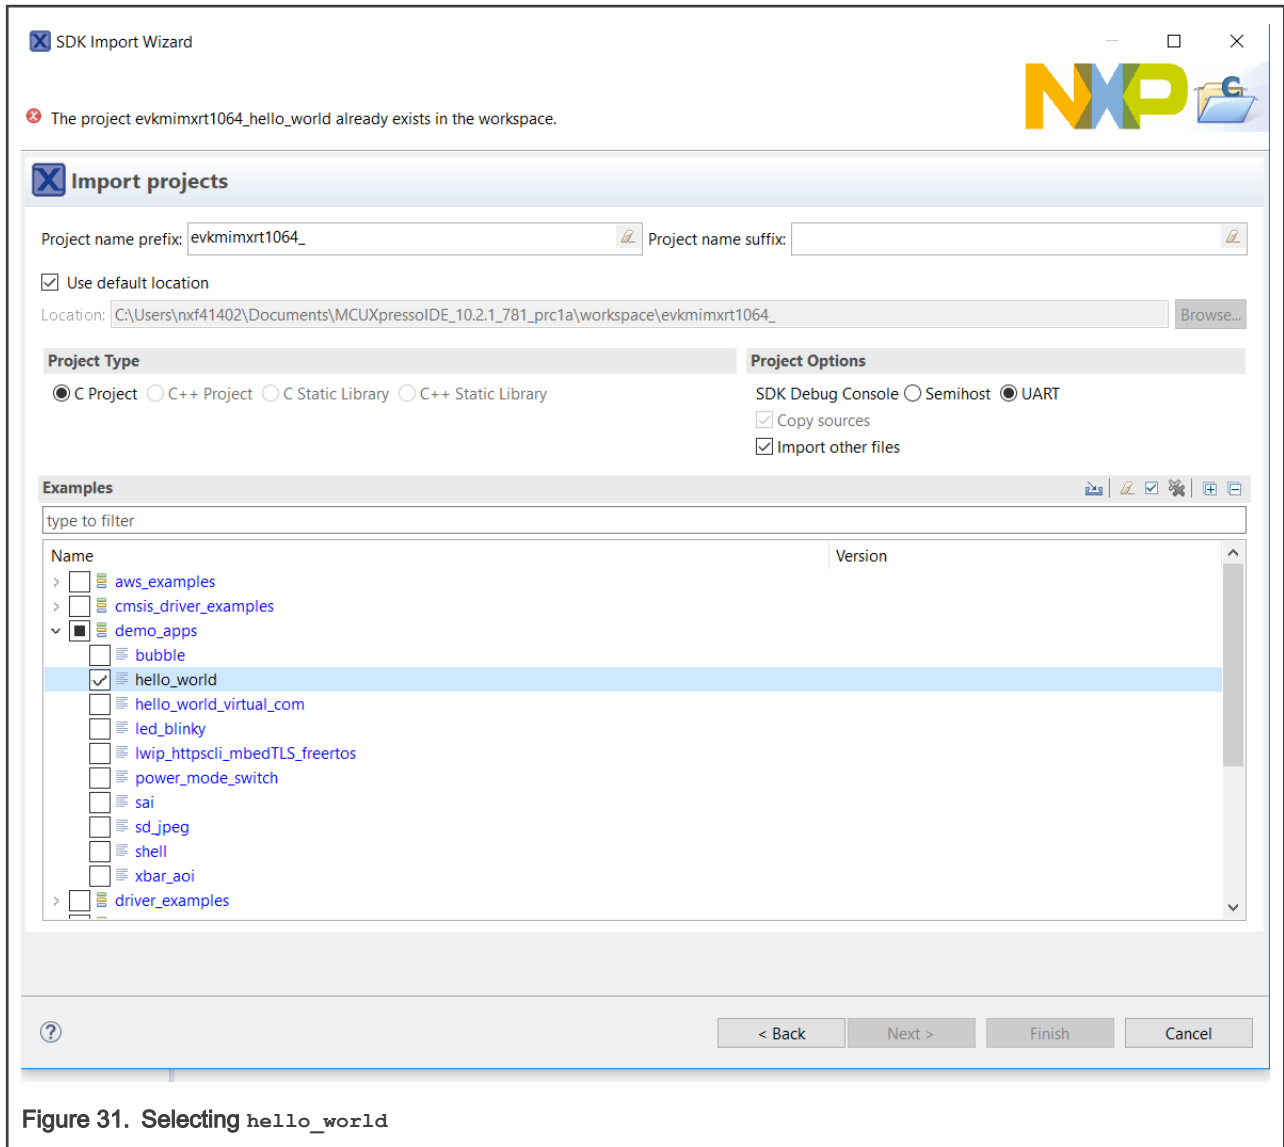 SDK Import Wizard
NXP
The project evkmimxrt1064_hello_world already exists in the workspace.
Import projects
Project name prefix: evkmimxrt1064_ Project name suffix:
Use default location
Location: C:\Users\nxf41402\Documents\MCUXpressoIDE_10.2.1_781_prc1a\workspace\evkmimxrt1064_ Browse...
Project Type Project Options
C Project C++ Project C Static Library C++ Static Library SDK Debug Console Semihost UART
Copy sources
Import other files
Examples
type to filter
Name Version
aws_examples
cmsis_driver_examples
demo_apps
bubble
hello_world
hello_world_virtual_com
led_blinky
lwip_httpscli_mbedTLS_freertos
power_mode_switch
sai
sd_jpeg
shell
xbar_aoi
driver_examples
< Back Next > Finish Cancel
Figure 31. Selecting hello_world